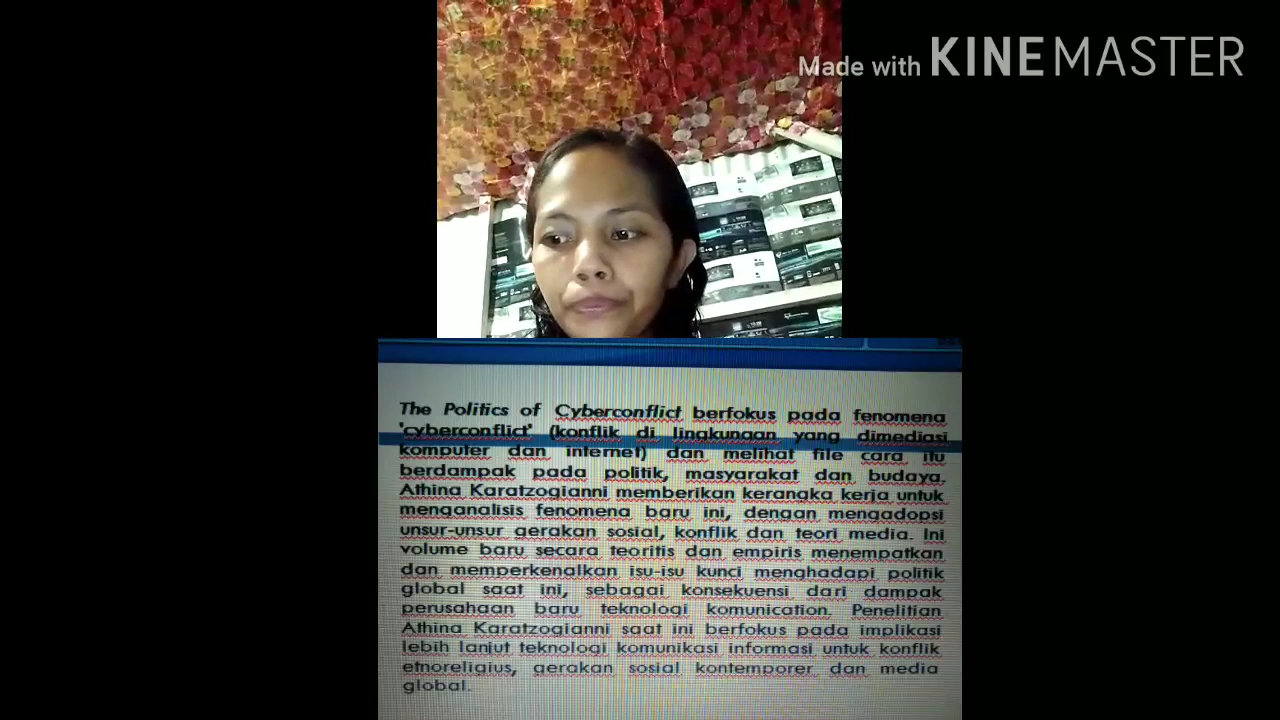 Made with KINEMASTER
The Politics of Cyberconflict berfokus pada fenomena
'cyberconflict' (konflik di lingkungan yang dimediasi
komputer dan internet) dan melihat file cara itu
berdampak pada politik, masyarakat dan budaya.
Athina Karatzogianni memberikan kerangka kerja untuk
menganalisis fenomena baru ini, dengan mengadopsi
unsur-unsur gerakan sosial, konflik dan teori media. Ini
volume baru secara teoritis dan empiris menempatkan
dan memperkenalkan isu-isu kunci menghadapi politik
global saat ini, sebagai konsekuensi dari dampak
perusahaan baru teknologi komunication. Penelitian
Athina Karatzogianni saat ini berfokus pada implikasi
lebih lanjut teknologi komunikasi informasi untuk konflik
etnoreligius, gerakan sosial kontemporer dan media
global.